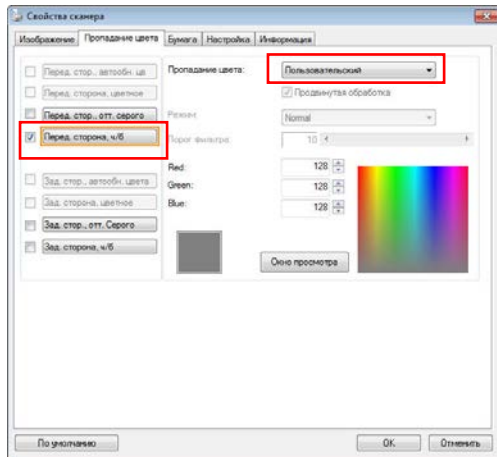 Свойства сканера
Изображение Пропадание цвета Бумага Настройка Информация
Перед. стор., автообн. цв
Перед. сторона, цветное
Перед. стор., отт. серого
Перед. сторона, ч/б
Зад. стор., автообн. цвета
Зад. сторона, цветное
Зад. стор., отт. Серого
Зад. сторона, ч/б
Пропадание цвета: Пользовательский
Продвинутая обработка
Режим: Normal
Порог фильтра: 10
Red: 128
Green: 128
Blue: 128
Окно просмотра
По умолчанию OK Отменить